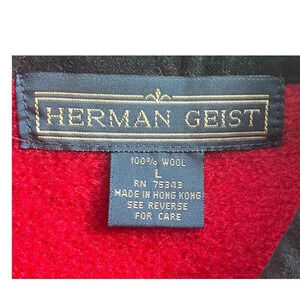 HERMAN GEIST
100% WOOL
L
RN 75343
MADE IN HONG KONG
SEE REVERSE
FOR CARE